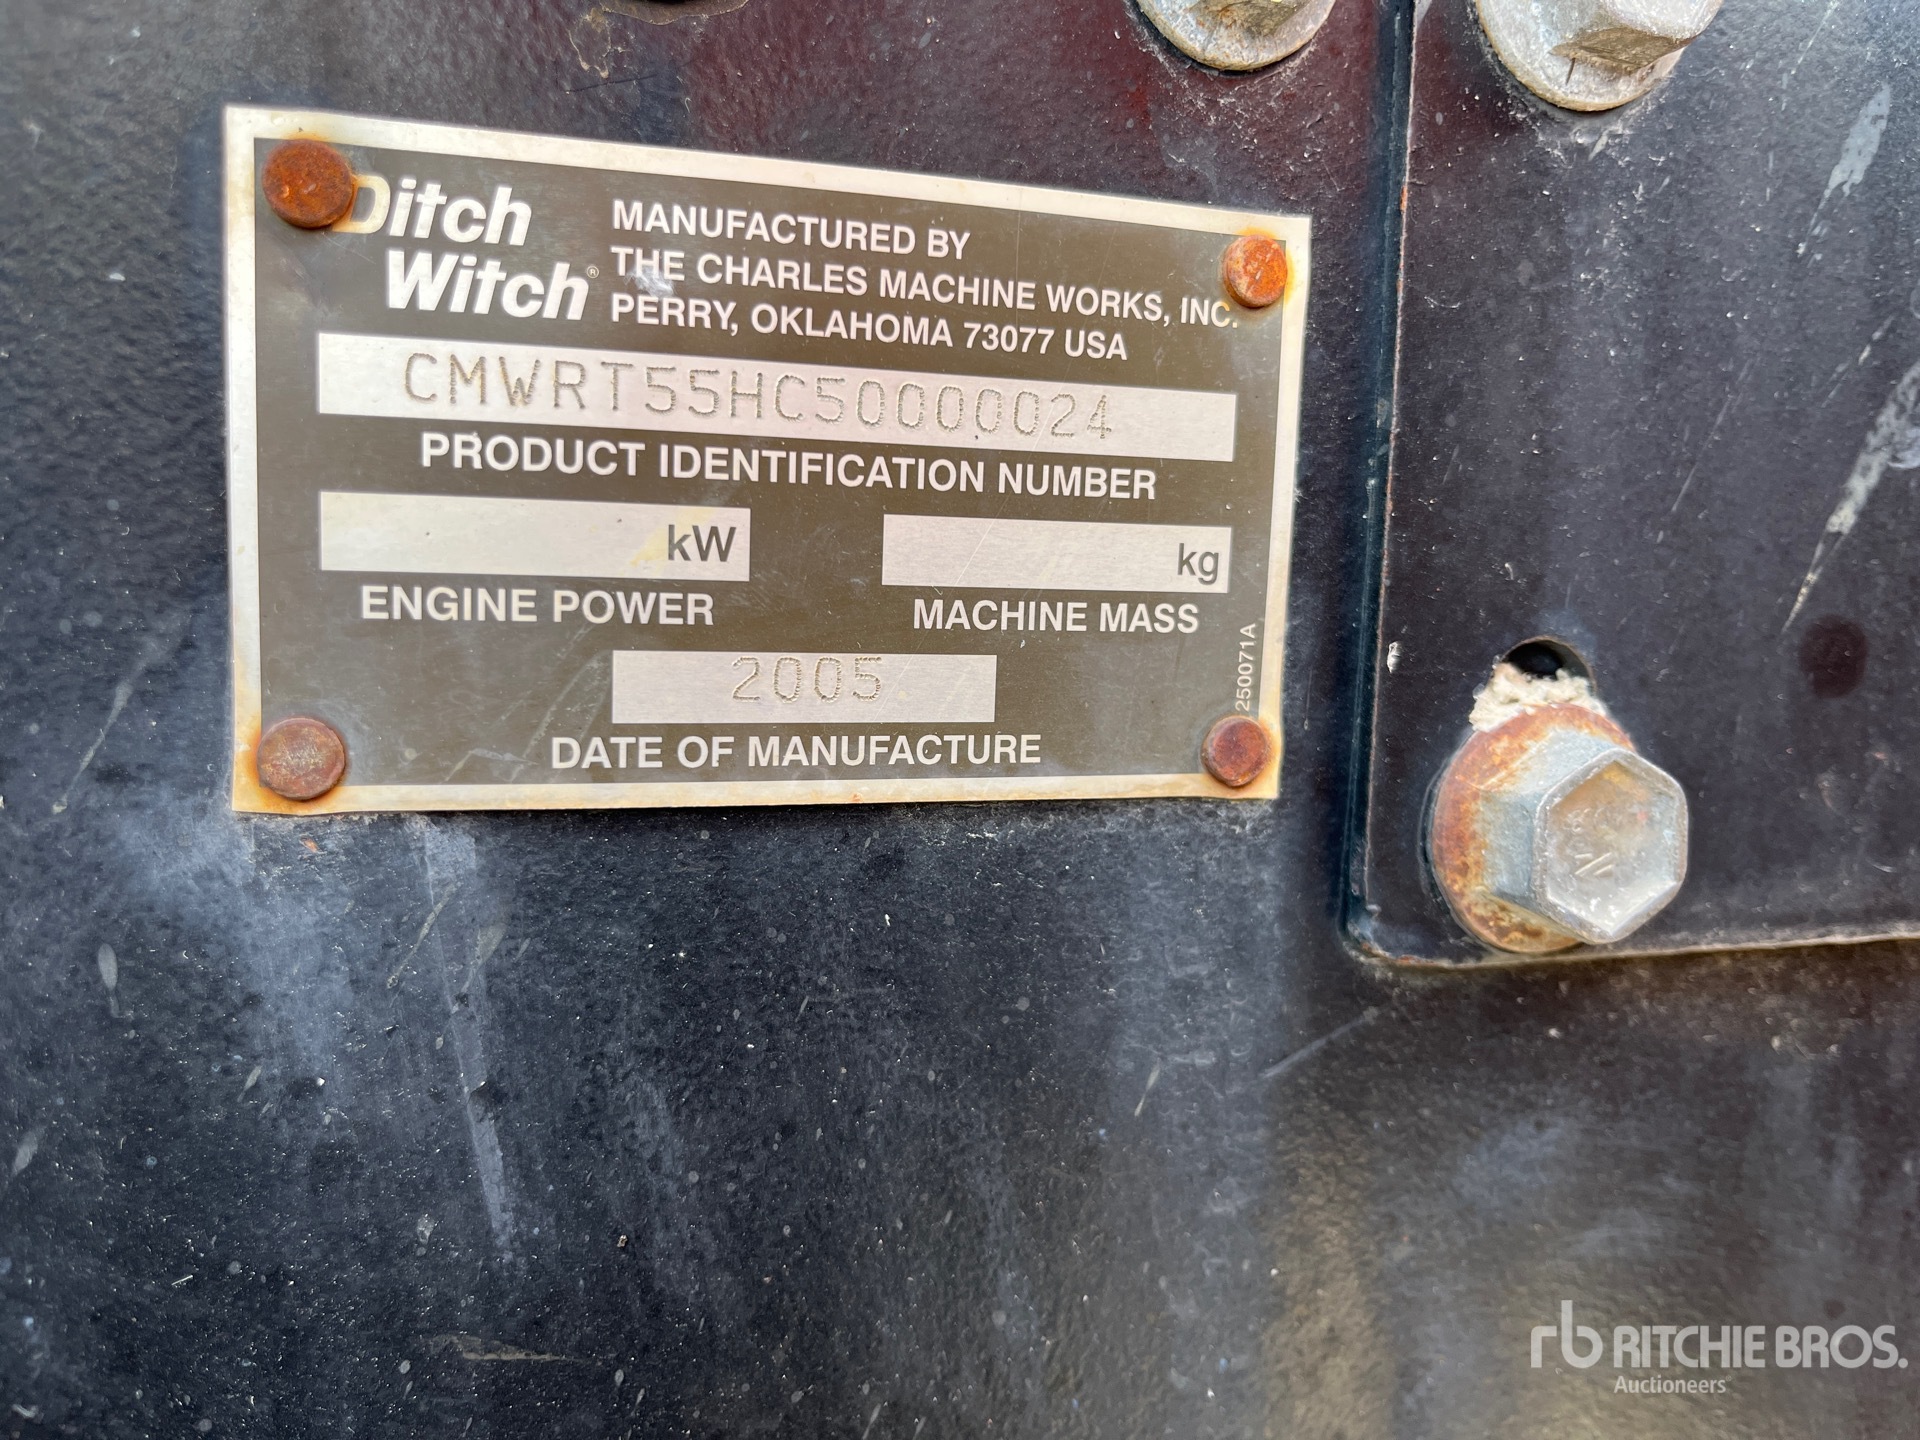 Ditch
Witch®
MANUFACTURED BY
THE CHARLES MACHINE WORKS, INC.
PERRY, OKLAHOMA 73077 USA
CMWRT55HC50000024
PRODUCT IDENTIFICATION NUMBER
kW
ENGINE POWER
kg
MACHINE MASS
2005
DATE OF MANUFACTURE
250071A
rb RITCHIE BROS.
Auctioneers